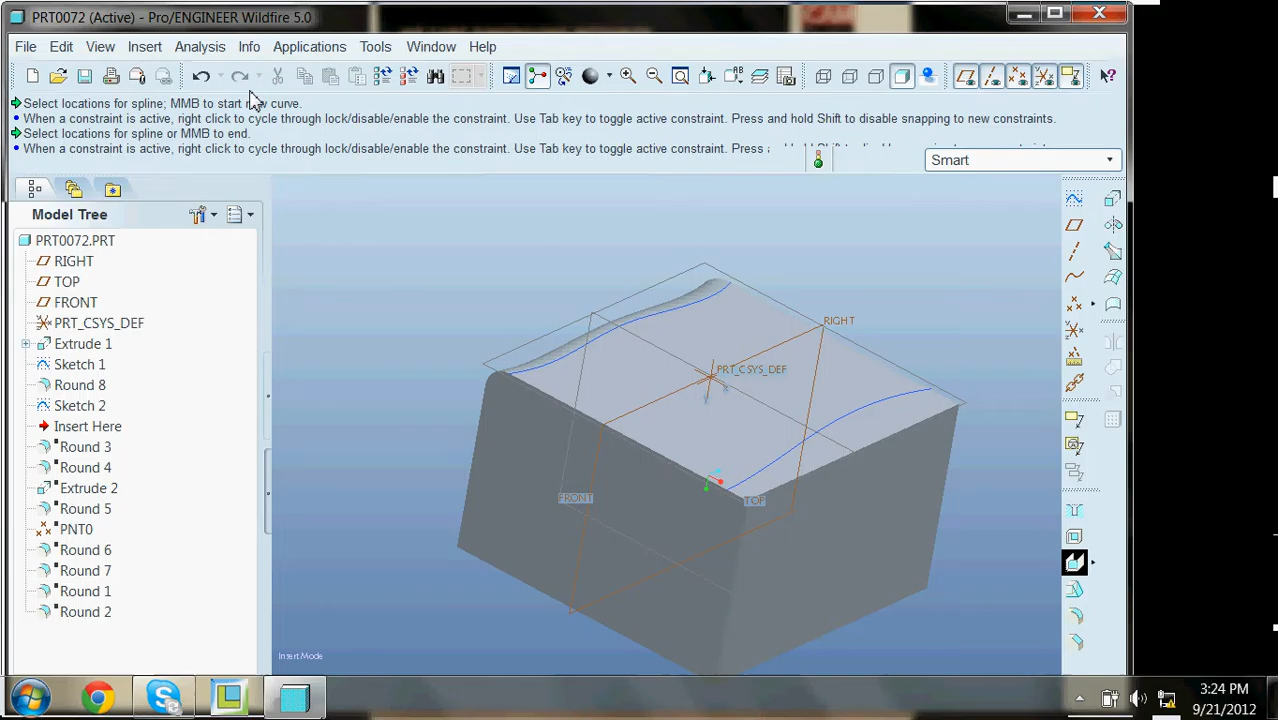 PRT0072 (Active) - Pro/ENGINEER Wildfire 5.0
File Edit View Insert Analysis Info Applications Tools Window Help
Select locations for spline; MMB to start new curve.
When a constraint is active, right click to cycle through lock/disable/enable the constraint. Use Tab key to toggle active constraint. Press and hold Shift to disable snapping to new constraints.
Select locations for spline or MMB to end.
When a constraint is active, right click to cycle through lock/disable/enable the constraint. Use Tab key to toggle active constraint. Press
Smart
Model Tree
PRT0072.PRT
RIGHT
TOP
FRONT
PRT_CSYS_DEF
Extrude 1
Sketch 1
Round 8
Sketch 2
Insert Here
Round 3
Round 4
Extrude 2
Round 5
PNT0
Round 6
Round 7
Round 1
Round 2
RIGHT
PRT_CSYS_DEF
FRONT
TOP
Insert Mode
3:24 PM
9/21/2012